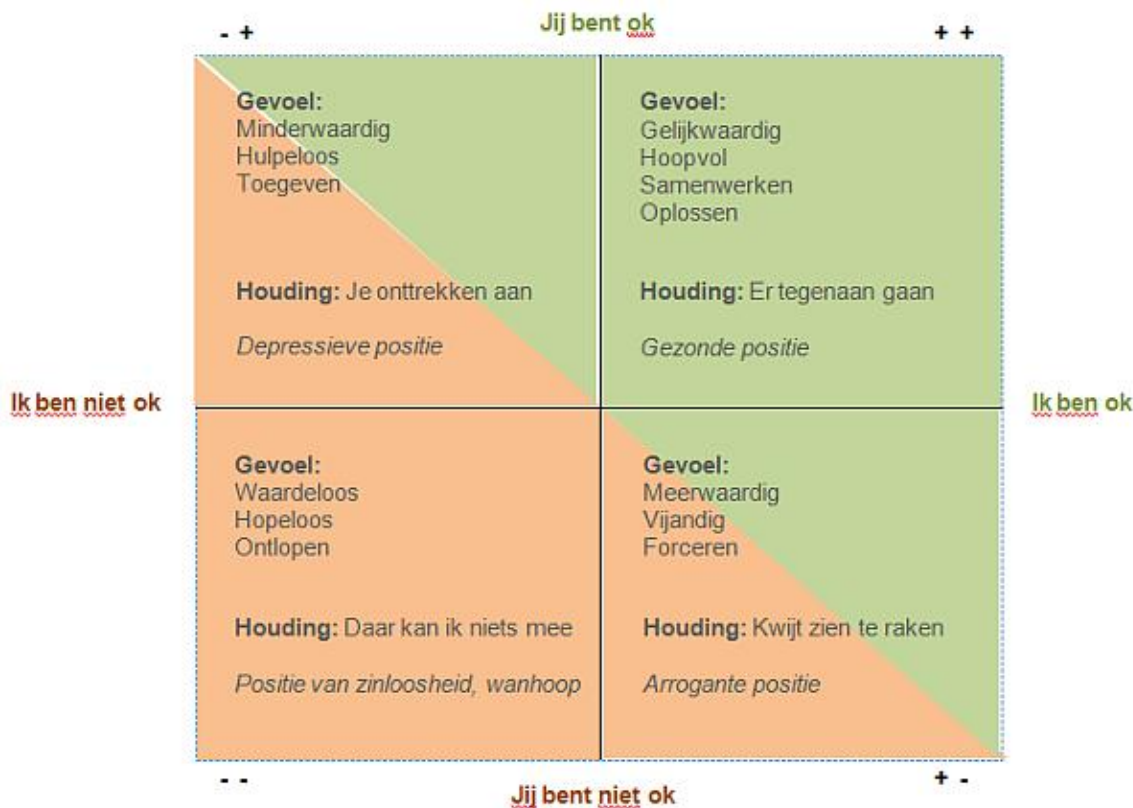 Jij bent ok
- +
+ +
Gevoel:
Minderwaardig
Hulpeloos
Toegeven
Houding: Je onttrekken aan
Depressieve positie
Gevoel:
Gelijkwaardig
Hoopvol
Samenwerken
Oplossen
Houding: Er tegenaan gaan
Gezonde positie
Ik ben niet ok
Ik ben ok
Gevoel:
Waardeloos
Hopeloos
Ontlopen
Houding: Daar kan ik niets mee
Positie van zinloosheid, wanhoop
Gevoel:
Meerwaardig
Vijandig
Forceren
Houding: Kwijt zien te raken
Arrogante positie
- -
+ -
Jij bent niet ok